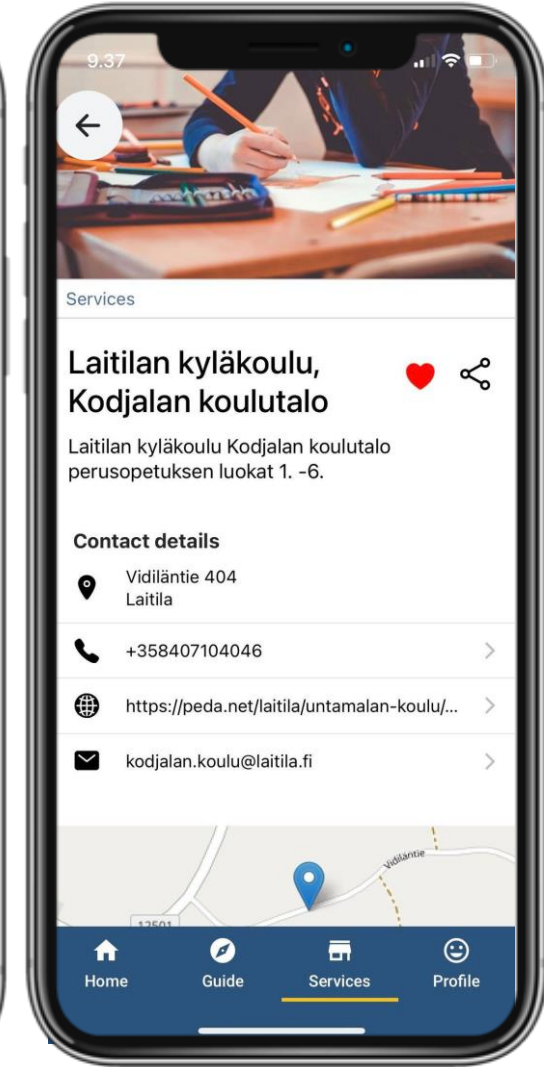 9.37
Services
Laitilan kyläkoulu,
Kodjalan koulutalo
Laitilan kyläkoulu Kodjalan koulutalo
perusopetuksen luokat 1. -6.
Contact details
Vidiläntie 404
Laitila
+358407104046
https://peda.net/laitila/untamalan-koulu/...
kodjalan.koulu@laitila.fi
Vidiläntie
12501
Home
Guide
Services
Profile